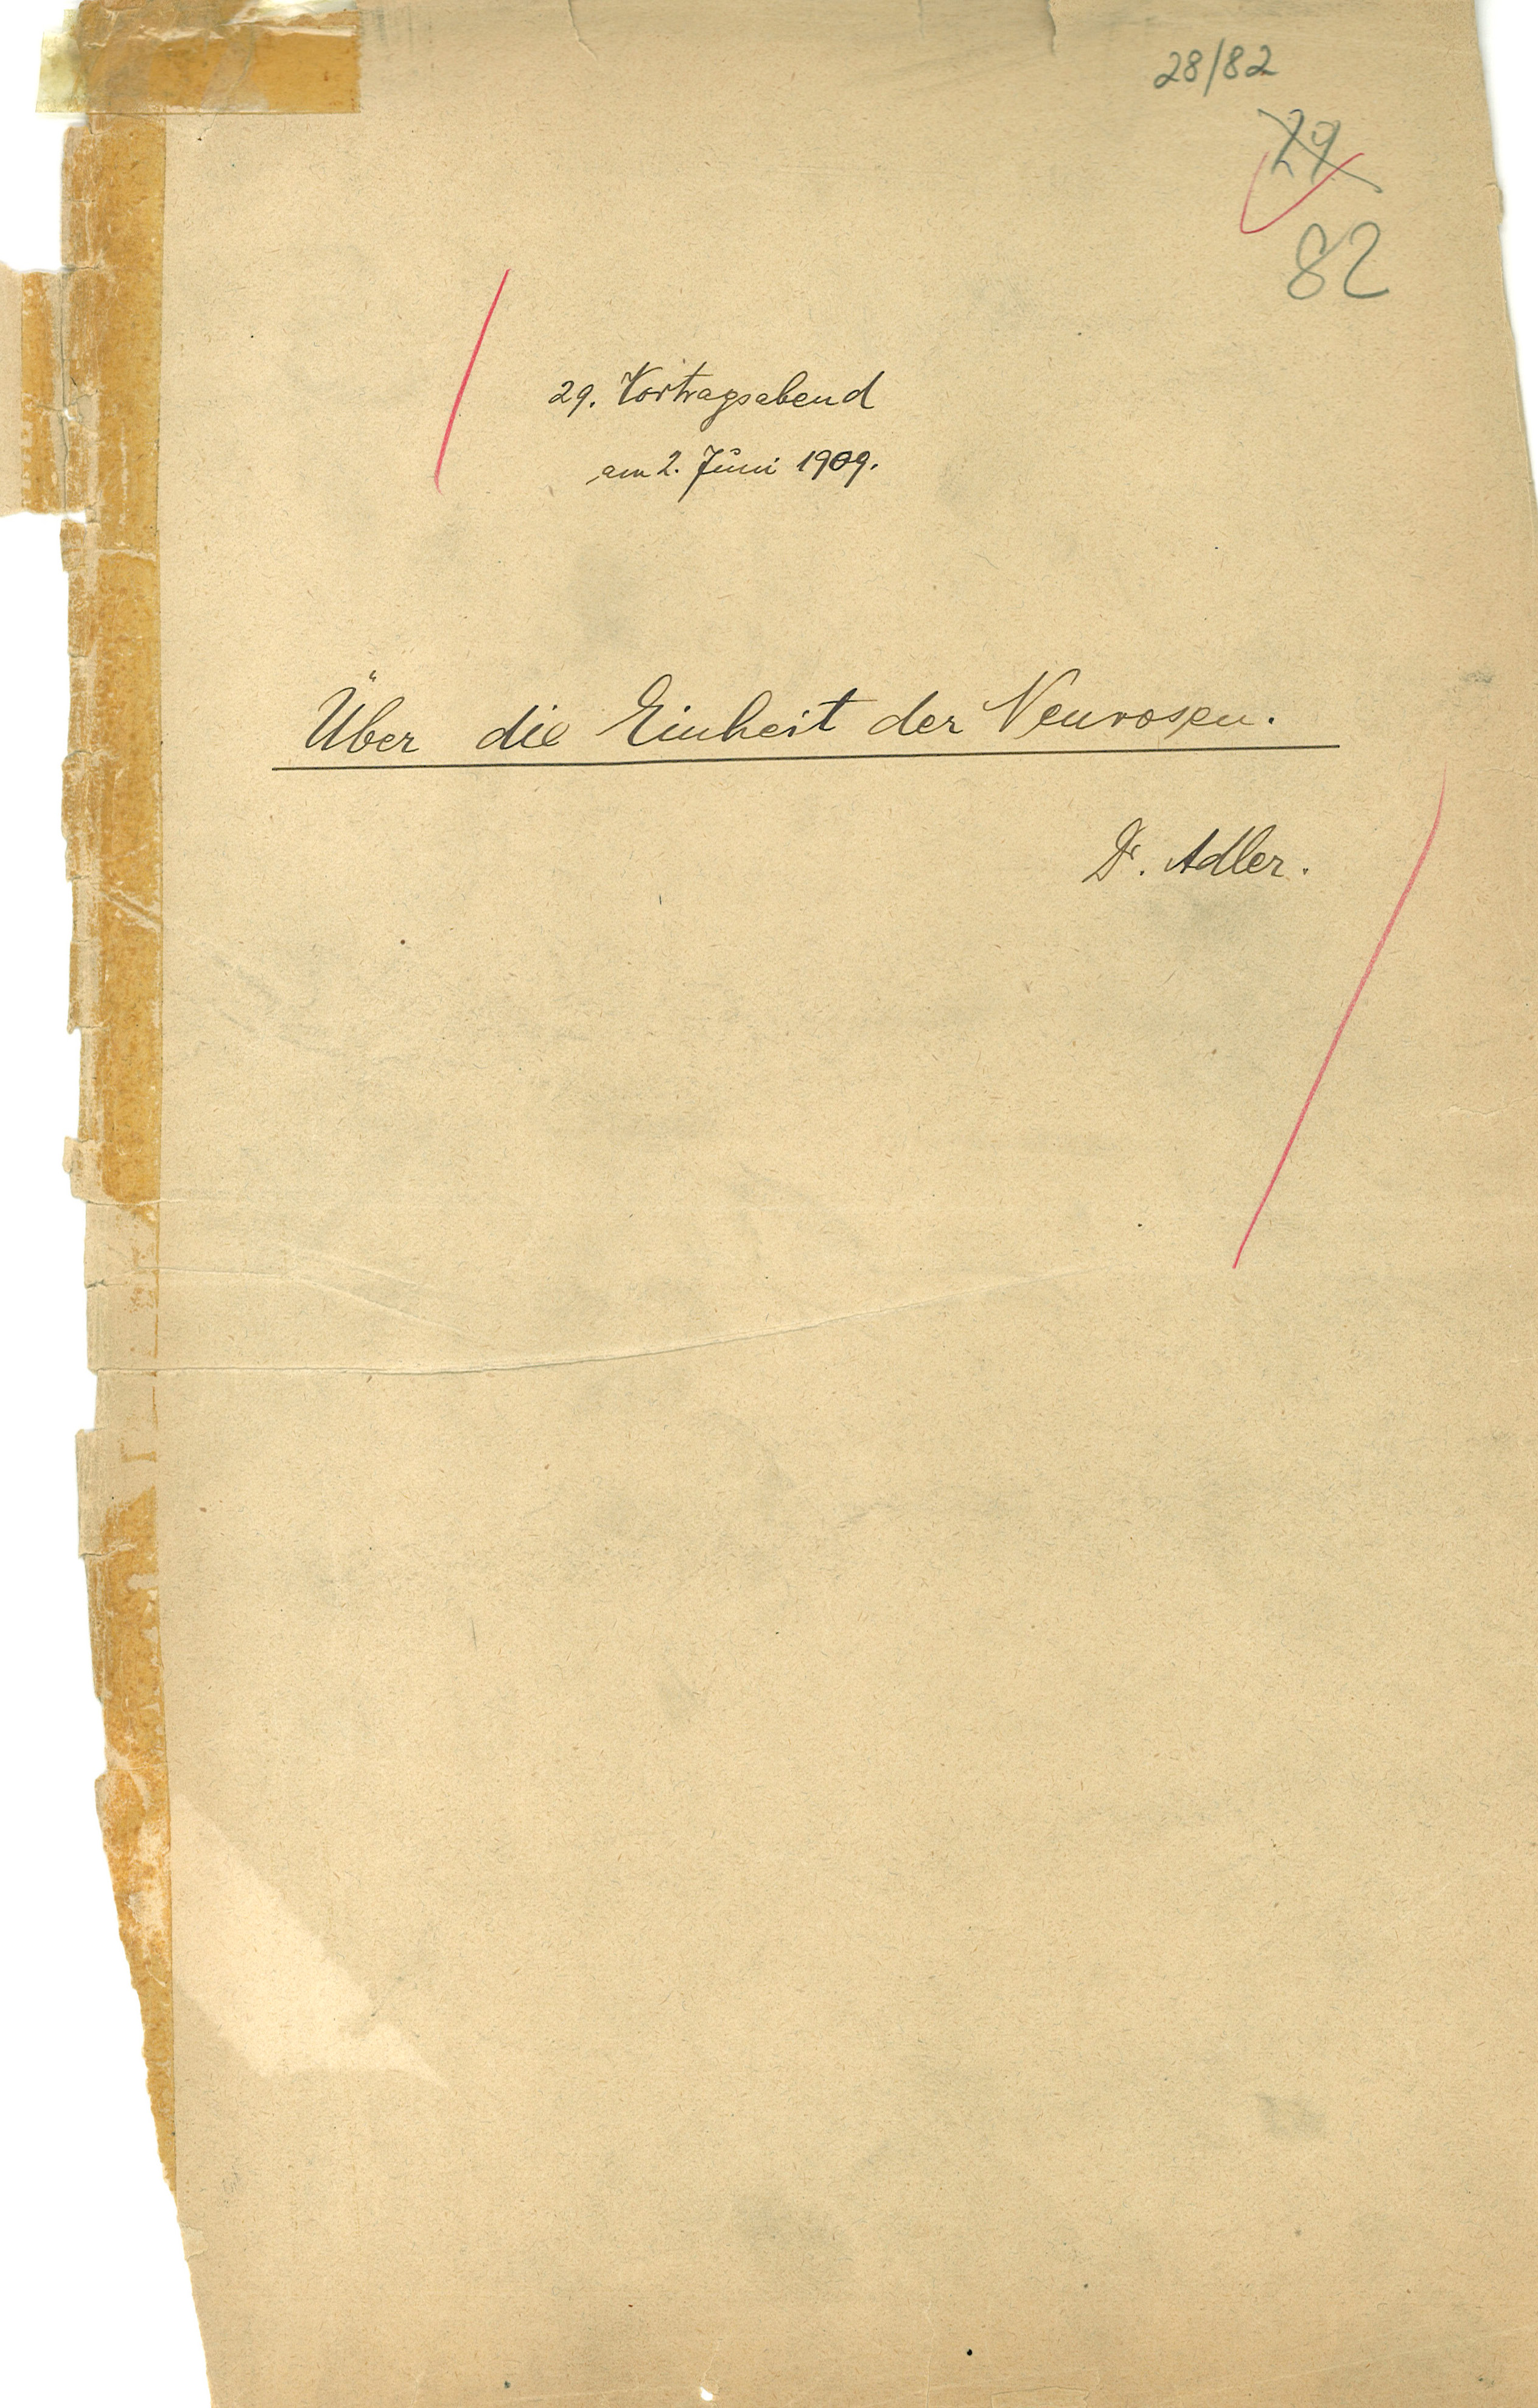 28/82
29
82
29. Vortragsabend
am 2. Juni 1909.
Über die Einheit der Neurosen.
Dr. Adler.